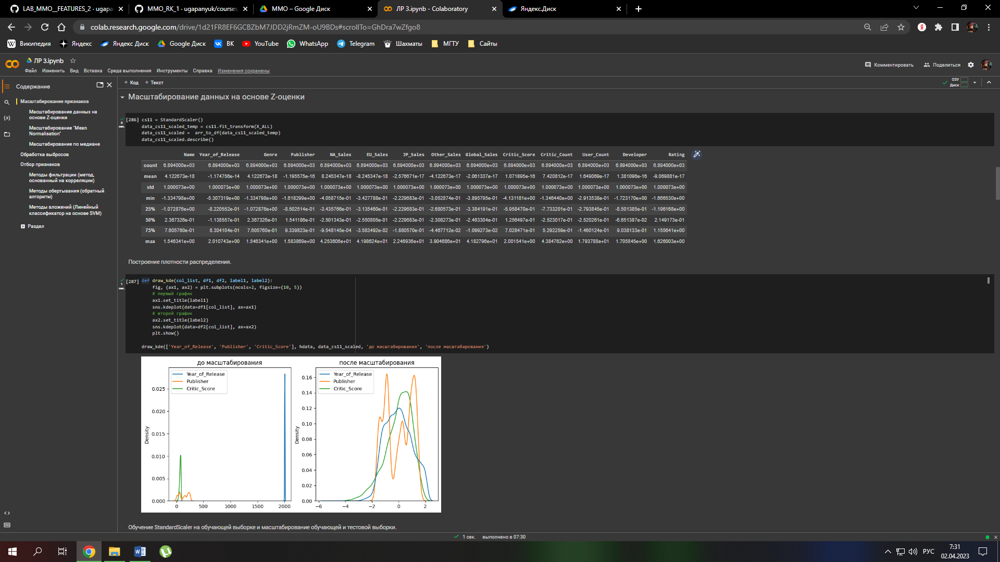 LAB_MMO__FEATURES_2 · ugapan
MMO_RK_1 · ugapanyuk/courses
MMO – Google Диск
ЛР 3.ipynb - Colaboratory
Яндекс.Диск
colab.research.google.com/drive/1d21FR8EF6GCBZbM7JDD2jRmZM-oU9BDs#scrollTo=GhDra7wZfgo8
Википедия Яндекс Яндекс Диск Google Диск ВК YouTube WhatsApp Telegram Шахматы МГТУ Сайты
ЛР 3.ipynb
Файл Изменить Вид Вставка Среда выполнения Инструменты Справка Изменения сохранены
Комментировать Поделиться
Содержание
+ Код + Текст
ОЗУ
Диск
Масштабирование признаков
Масштабирование данных на
основе Z-оценки
Масштабирование "Mean
Normalisation"
Масштабирование по медиане
Обработка выбросов
Отбор признаков
Методы фильтрации (метод,
основанный на корреляции)
Методы обертывания (обратный
алгоритм)
Методы вложений (Линейный
классификатор на основе SVM)
Раздел
Масштабирование данных на основе Z-оценки
0
сек.
[286] cs11 = StandardScaler()
data_cs11_scaled_temp = cs11.fit_transform(X_ALL)
data_cs11_scaled = arr_to_df(data_cs11_scaled_temp)
data_cs11_scaled.describe()
Name Year_of_Release Genre Publisher NA_Sales EU_Sales JP_Sales Other_Sales Global_Sales Critic_Score Critic_Count User_Count Developer Rating
count 6.894000e+03 6.894000e+03 6.894000e+03 6.894000e+03 6.894000e+03 6.894000e+03 6.894000e+03 6.894000e+03 6.894000e+03 6.894000e+03 6.894000e+03 6.894000e+03 6.894000e+03 6.894000e+03
mean 4.122673e-18 -1.174756e-14 4.122673e-18 -1.195575e-16 8.245347e-18 -8.245347e-18 -2.576671e-17 -4.122673e-17 -2.061337e-17 1.071895e-16 7.420812e-17 1.649069e-17 1.381096e-16 -9.069881e-17
std 1.000073e+00 1.000073e+00 1.000073e+00 1.000073e+00 1.000073e+00 1.000073e+00 1.000073e+00 1.000073e+00 1.000073e+00 1.000073e+00 1.000073e+00 1.000073e+00 1.000073e+00 1.000073e+00
min -1.334798e+00 -5.307319e+00 -1.334798e+00 -1.618299e+00 -4.058715e-01 -3.427788e-01 -2.229683e-01 -3.052874e-01 -3.895795e-01 -4.131181e+00 -1.346440e+00 -2.913538e-01 -1.723170e+00 -1.666530e+00
25% -1.072876e+00 -8.220552e-01 -1.072876e+00 -8.502514e-01 -3.435766e-01 -3.135460e-01 -2.229683e-01 -2.680573e-01 -3.384191e-01 -5.958470e-01 -7.733201e-01 -2.793845e-01 -8.501385e-01 -1.196168e+00
50% 2.367326e-01 -1.138557e-01 2.367326e-01 1.541186e-01 -2.501343e-01 -2.550805e-01 -2.229683e-01 -2.308273e-01 -2.463304e-01 1.256497e-01 -2.523017e-01 -2.520261e-01 -6.651387e-02 2.149173e-01
75% 7.605760e-01 8.304104e-01 7.605760e-01 9.339823e-01 -9.548145e-04 -3.583492e-02 -1.880570e-01 -4.467712e-02 -1.099273e-02 7.028471e-01 5.292259e-01 -1.460124e-01 9.038133e-01 1.155641e+00
max 1.546341e+00 2.010743e+00 1.546341e+00 1.583869e+00 4.253606e+01 4.198624e+01 2.246936e+01 3.904686e+01 4.182796e+01 2.001541e+00 4.384762e+00 1.793788e+01 1.705845e+00 1.626003e+00
Построение плотности распределения.
1
сек.
[287] def draw_kde(col_list, df1, df2, label1, label2):
fig, (ax1, ax2) = plt.subplots(ncols=2, figsize=(10, 5))
# первый график
ax1.set_title(label1)
sns.kdeplot(data=df1[col_list], ax=ax1)
# второй график
ax2.set_title(label2)
sns.kdeplot(data=df2[col_list], ax=ax2)
plt.show()
draw_kde(['Year_of_Release', 'Publisher', 'Critic_Score'], hdata, data_cs11_scaled, 'до масштабирования', 'после масштабирования')
до масштабирования
Year_of_Release
Publisher
Critic_Score
0.025
0.020
0.015
0.010
0.005
0.000
Density
0 500 1000 1500 2000
после масштабирования
Year_of_Release
Publisher
Critic_Score
0.16
0.14
0.12
0.10
0.08
0.06
0.04
0.02
0.00
Density
−6 −4 −2 0 2
Обучение StandardScaler на обучающей выборке и масштабирование обучающей и тестовой выборки.
1 сек. выполнено в 07:30
РУС
7:31
02.04.2023